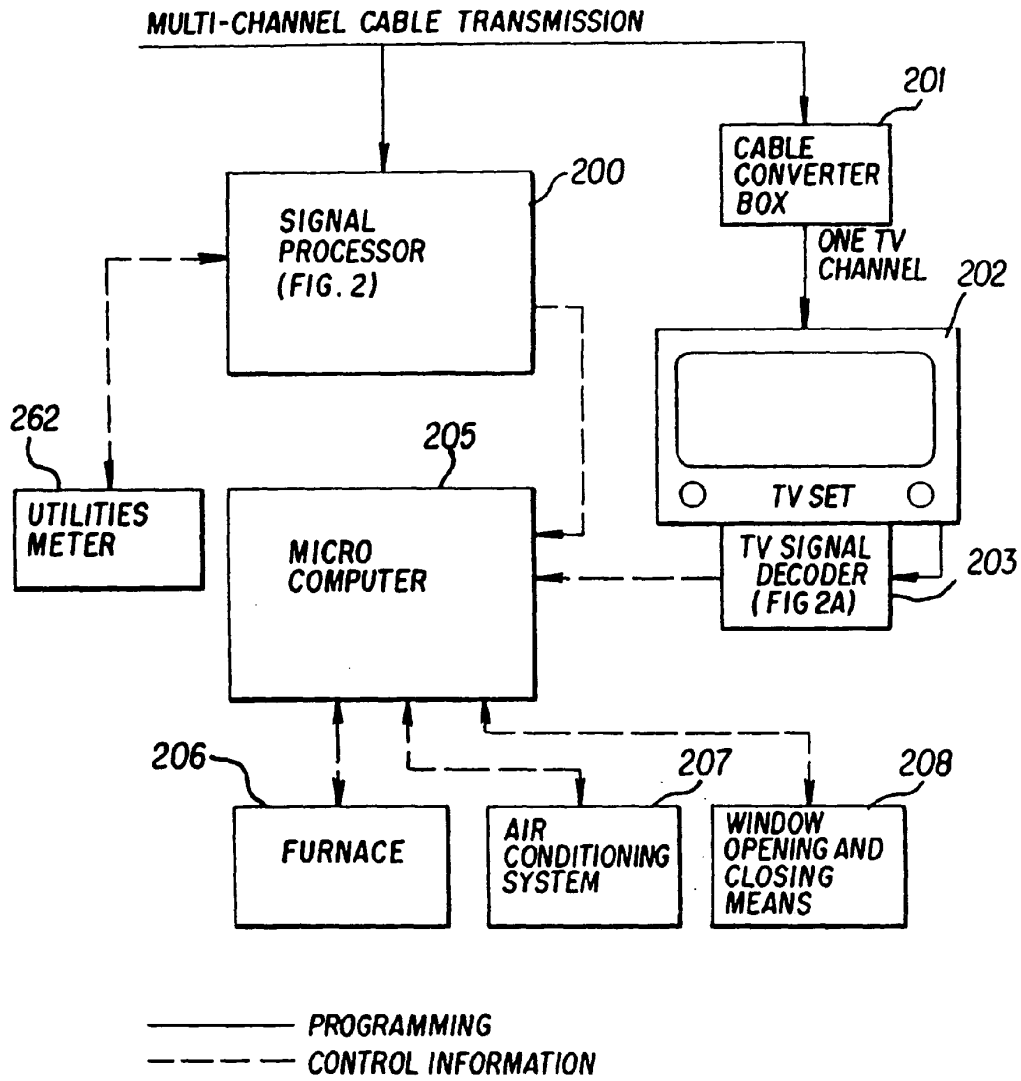 MULTI-CHANNEL CABLE TRANSMISSION
201
CABLE
CONVERTER
BOX
200
SIGNAL
PROCESSOR
(FIG. 2)
ONE TV
CHANNEL
202
TV SET
262
UTILITIES
METER
205
MICRO
COMPUTER
TV SIGNAL
DECODER
(FIG 2A)
203
206
FURNACE
207
AIR
CONDITIONING
SYSTEM
208
WINDOW
OPENING AND
CLOSING
MEANS
PROGRAMMING
CONTROL INFORMATION